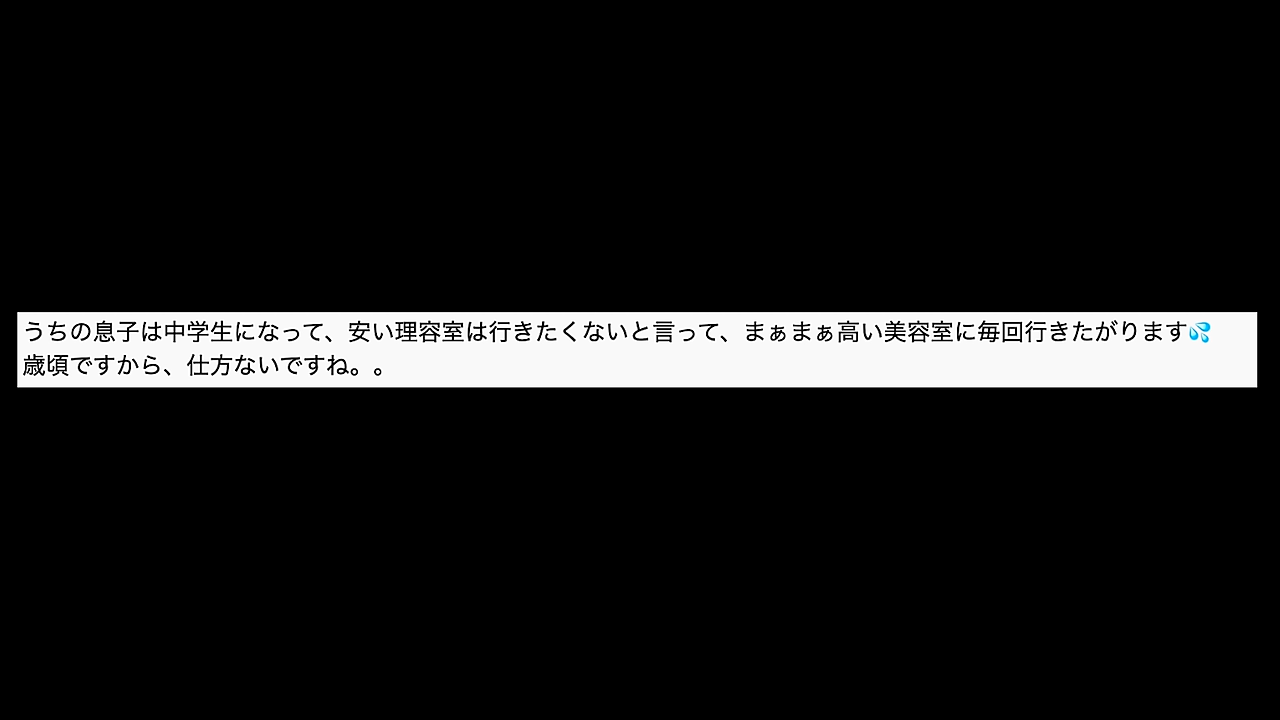 うちの息子は中学生になって、安い理容室は行きたくないと言って、まぁまぁ高い美容室に毎回行きたがります💦
歳頃ですから、仕方ないですね。。